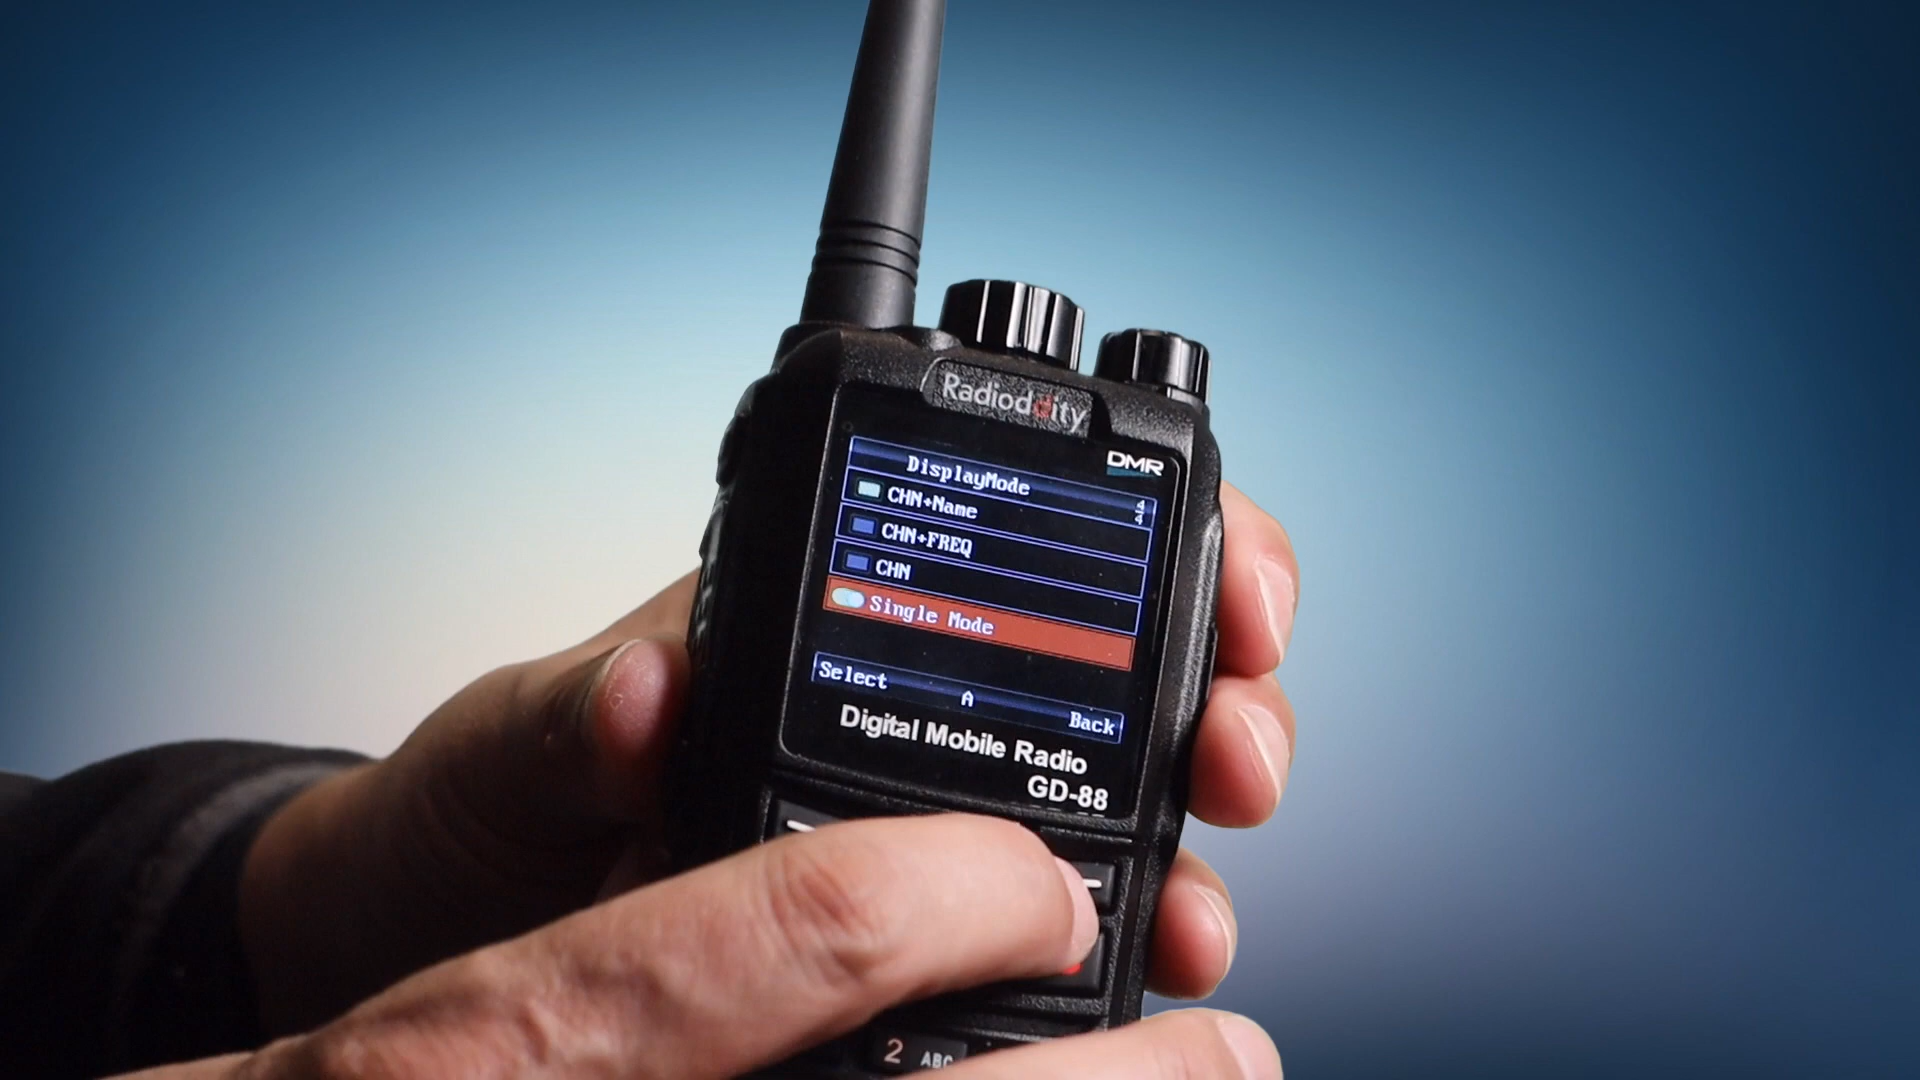 Radioddity
DMR
DisplayMode
4
4
CHN+Name
CHN+FREQ
CHN
Single Mode
Select A Back
Digital Mobile Radio
GD-88
2 ABC